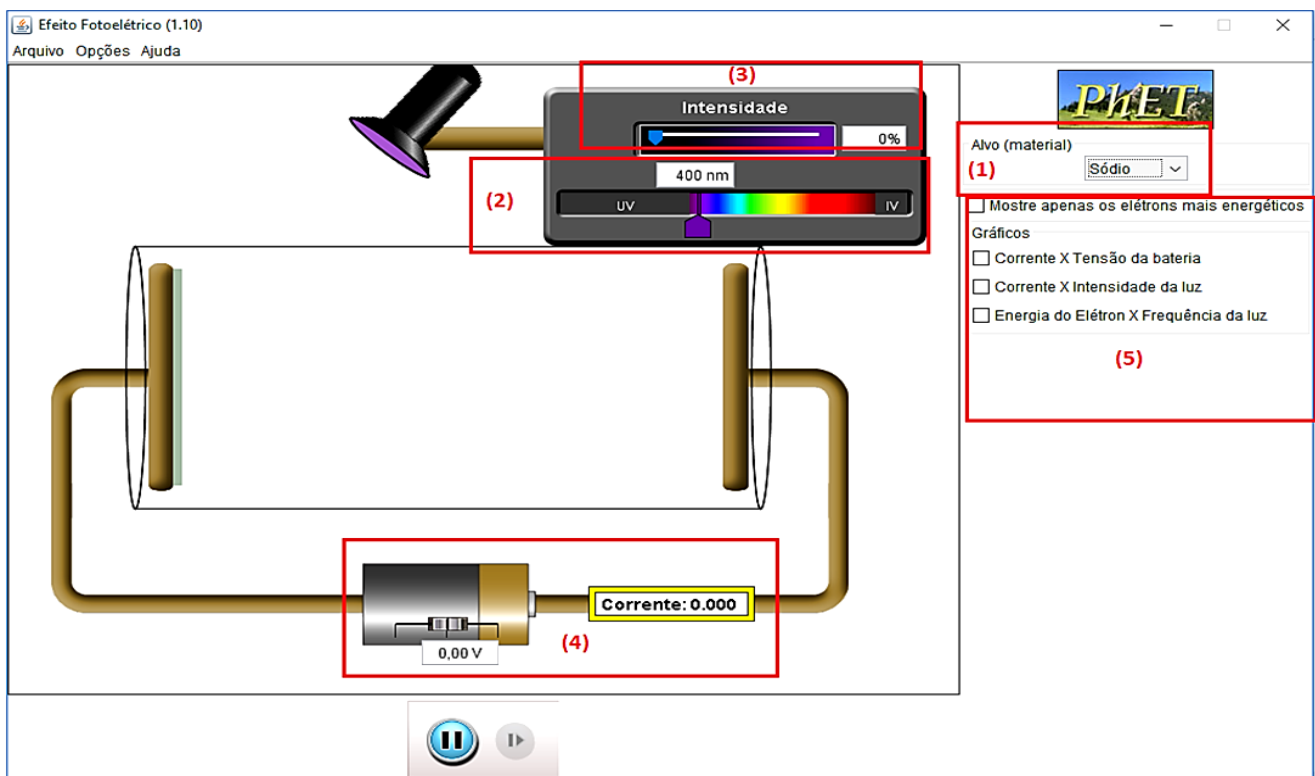 Efeito Fotoelétrico (1.10)
Arquivo Opções Ajuda
(3)
Intensidade
0%
(2)
400 nm
UV
IV
PhET
Alvo (material)
(1)
Sódio
Mostre apenas os elétrons mais energéticos
Gráficos
Corrente X Tensão da bateria
Corrente X Intensidade da luz
Energia do Elétron X Frequência da luz
(5)
Corrente: 0.000
0,00 V
(4)